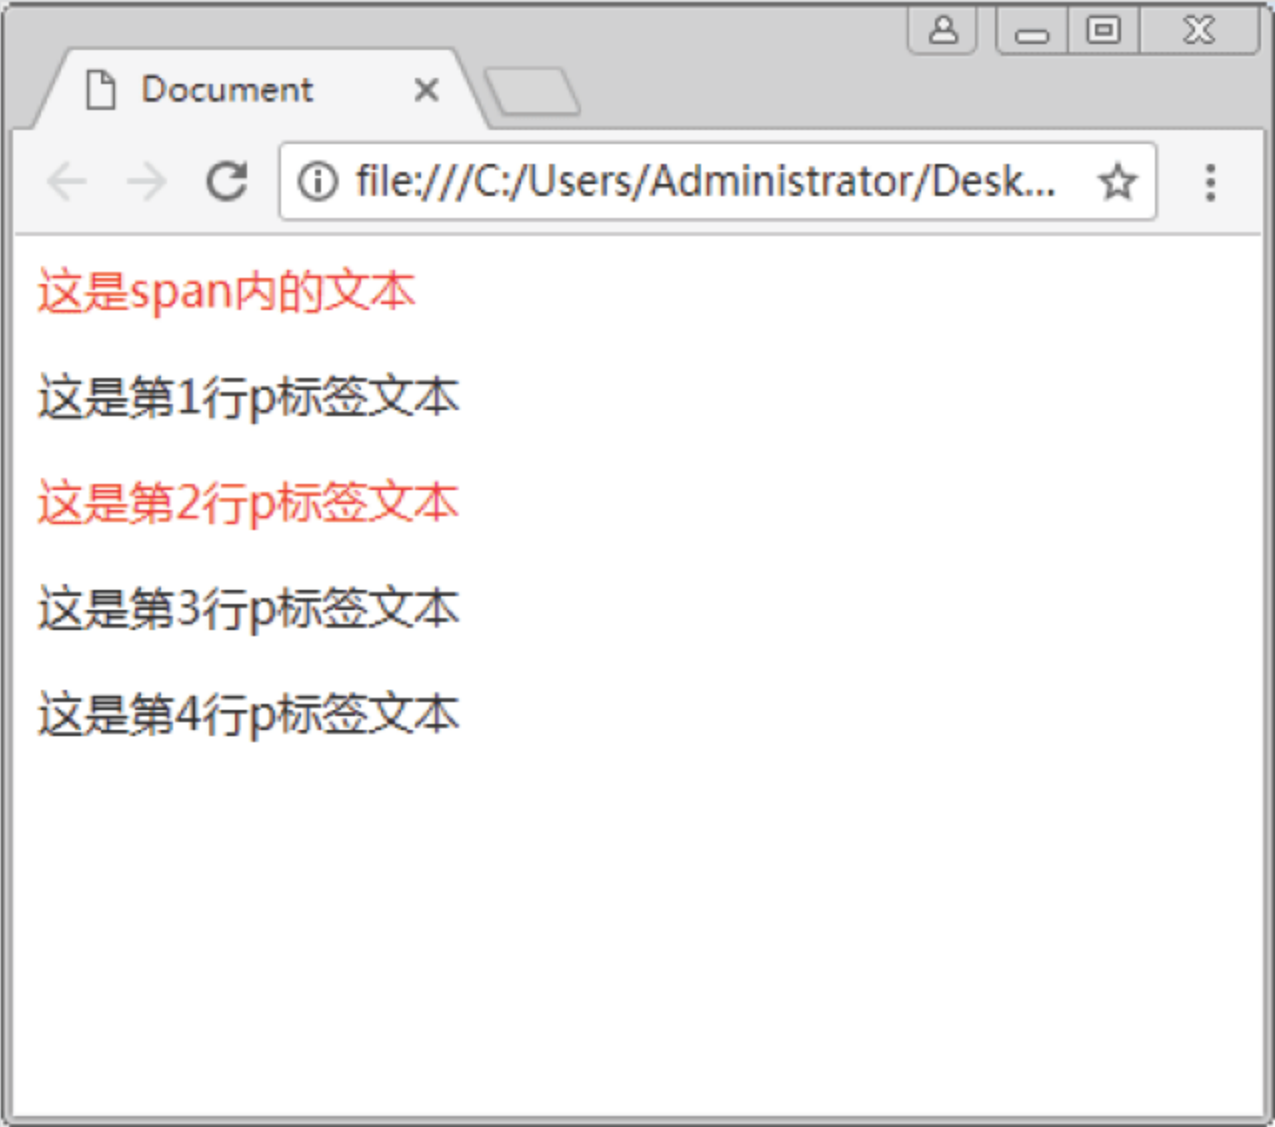 Document
file:///C:/Users/Administrator/Desk...
这是span内的文本
这是第1行p标签文本
这是第2行p标签文本
这是第3行p标签文本
这是第4行p标签文本